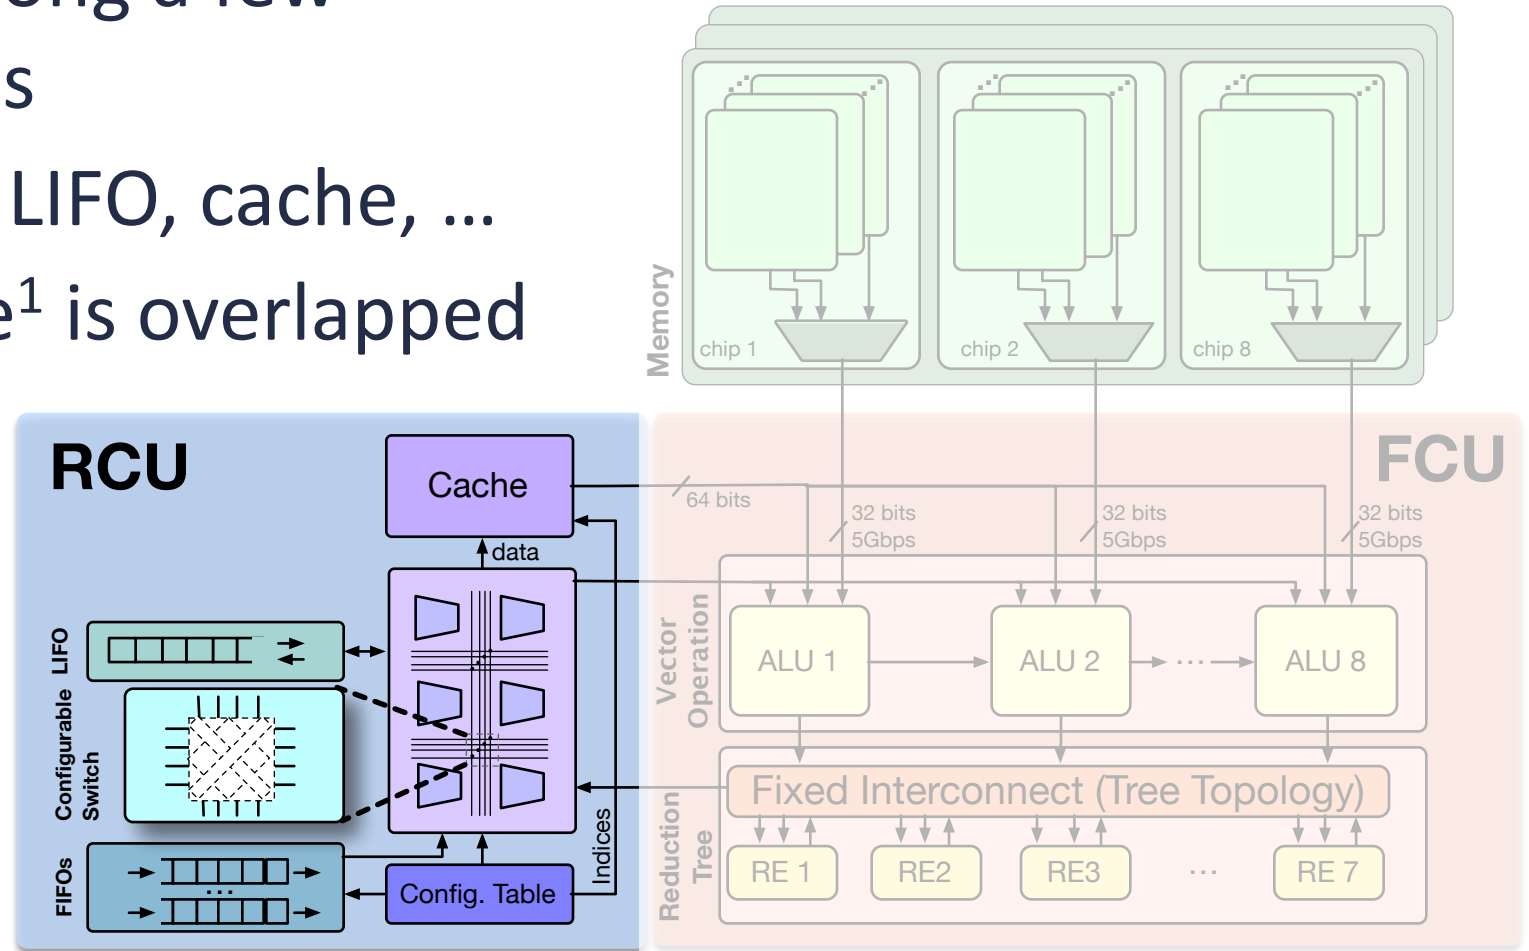 ong a few
s
LIFO, cache, …
e¹ is overlapped
Memory
chip 1
chip 2
chip 8
RCU
FCU
Cache
64 bits
32 bits
5Gbps
32 bits
5Gbps
32 bits
5Gbps
data
LIFO
Configurable
Switch
FIFOs
Config. Table
Indices
Vector
Operation
ALU 1
ALU 2
...
ALU 8
Fixed Interconnect (Tree Topology)
Reduction
Tree
RE 1
RE2
RE3
...
RE 7